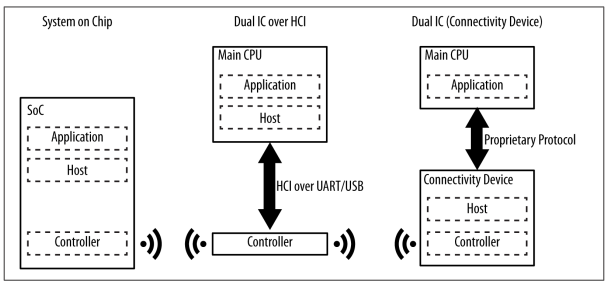 System on Chip
SoC
Application
Host
Controller
Dual IC over HCI
Main CPU
Application
Host
HCI over UART/USB
Controller
Dual IC (Connectivity Device)
Main CPU
Application
Proprietary Protocol
Connectivity Device
Host
Controller